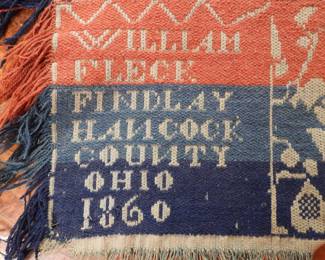 WILLIAM
FLECK
FINDLAY
HANCOCK
COUNTY
OHIO
1860